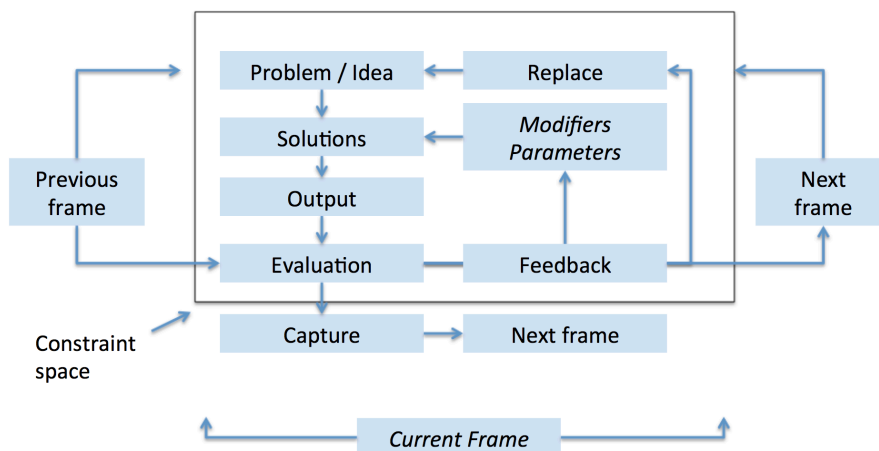 Problem / Idea
Replace
Solutions
Modifiers
Parameters
Previous
frame
Next
frame
Output
Evaluation
Feedback
Constraint
space
Capture
Next frame
Current Frame